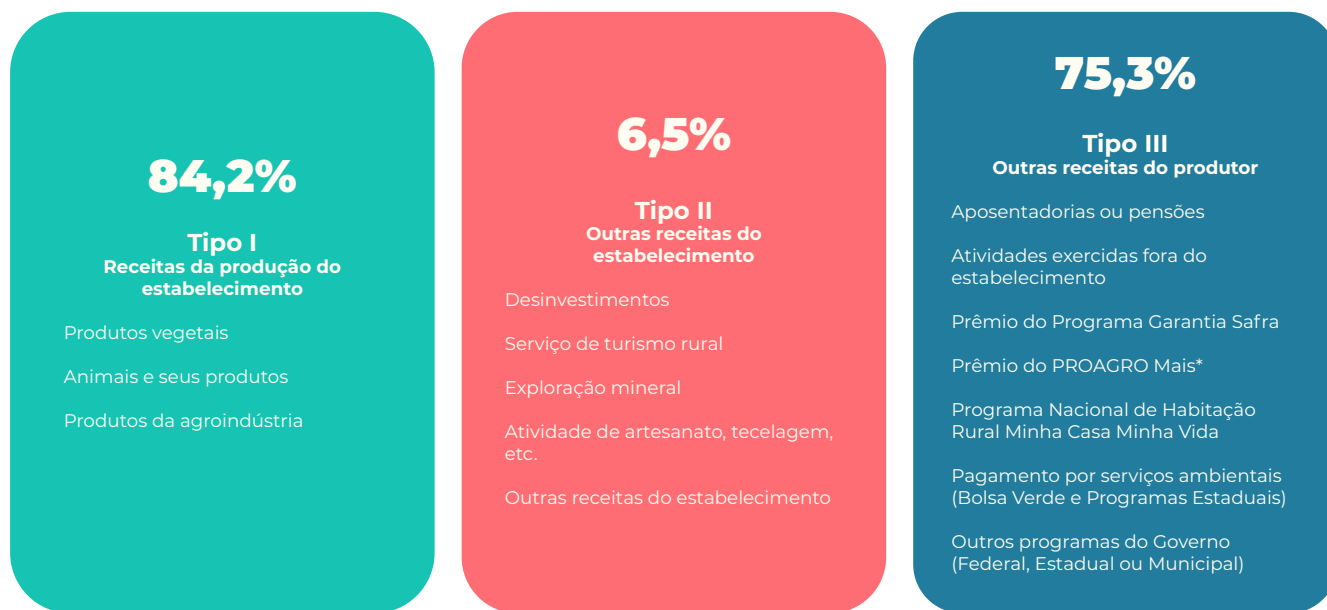 84,2%
Tipo I
Receitas da produção do
estabelecimento
Produtos vegetais
Animais e seus produtos
Produtos da agroindústria
6,5%
Tipo II
Outras receitas do
estabelecimento
Desinvestimentos
Serviço de turismo rural
Exploração mineral
Atividade de artesanato, tecelagem,
etc.
Outras receitas do estabelecimento
75,3%
Tipo III
Outras receitas do produtor
Aposentadorias ou pensões
Atividades exercidas fora do
estabelecimento
Prêmio do Programa Garantia Safra
Prêmio do PROAGRO Mais*
Programa Nacional de Habitação
Rural Minha Casa Minha Vida
Pagamento por serviços ambientais
(Bolsa Verde e Programas Estaduais)
Outros programas do Governo
(Federal, Estadual ou Municipal)